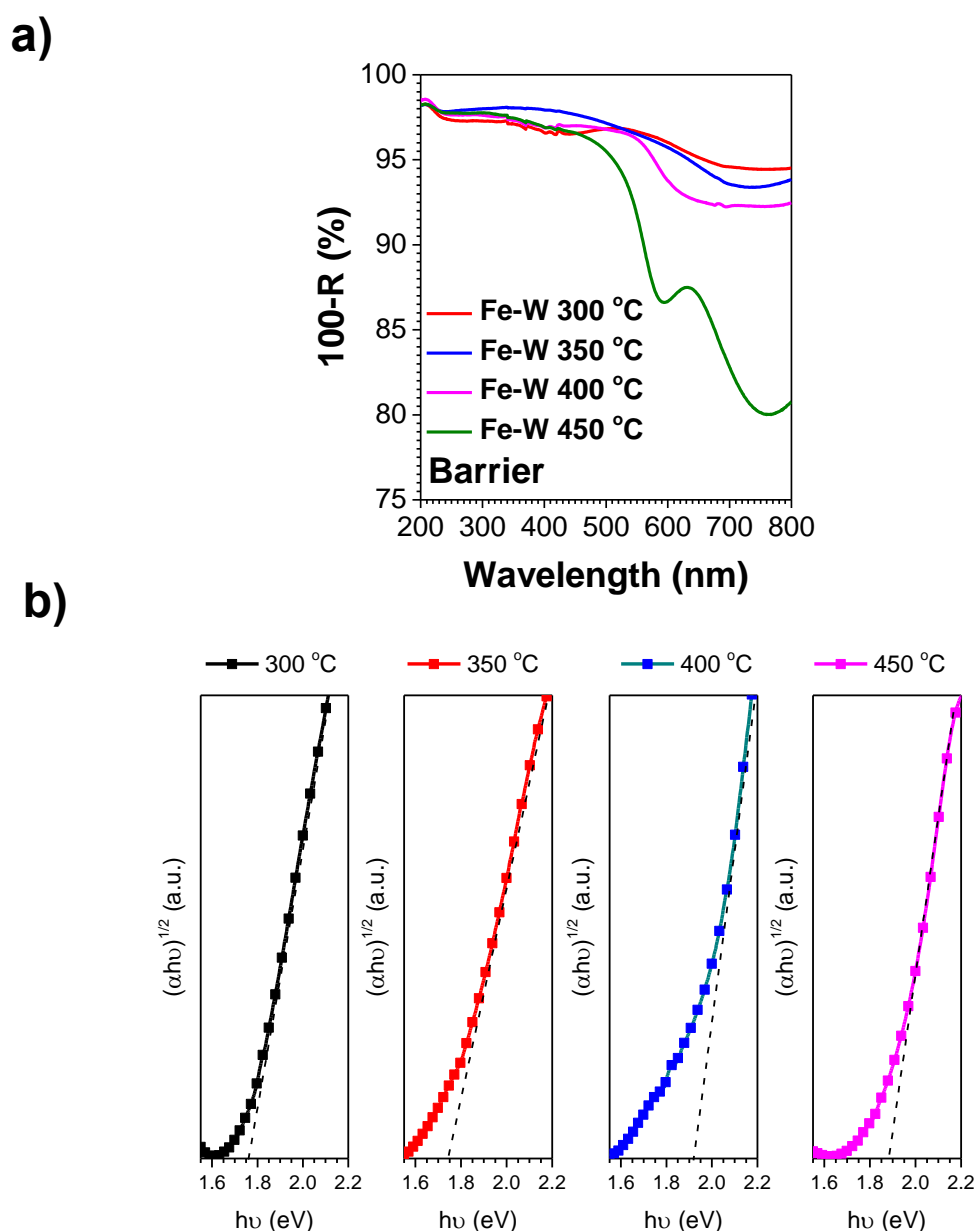 a)
100
95
90
85
80
75
100-R (%)
Fe-W 300 °C
Fe-W 350 °C
Fe-W 400 °C
Fe-W 450 °C
Barrier
200 300 400 500 600 700 800
Wavelength (nm)
b)
300 °C 350 °C 400 °C 450 °C
(αhυ)^1/2 (a.u.) (αhυ)^1/2 (a.u.) (αhυ)^1/2 (a.u.) (αhυ)^1/2 (a.u.)
1.6 1.8 2.0 2.2 1.6 1.8 2.0 2.2 1.6 1.8 2.0 2.2 1.6 1.8 2.0 2.2
hυ (eV) hυ (eV) hυ (eV) hυ (eV)